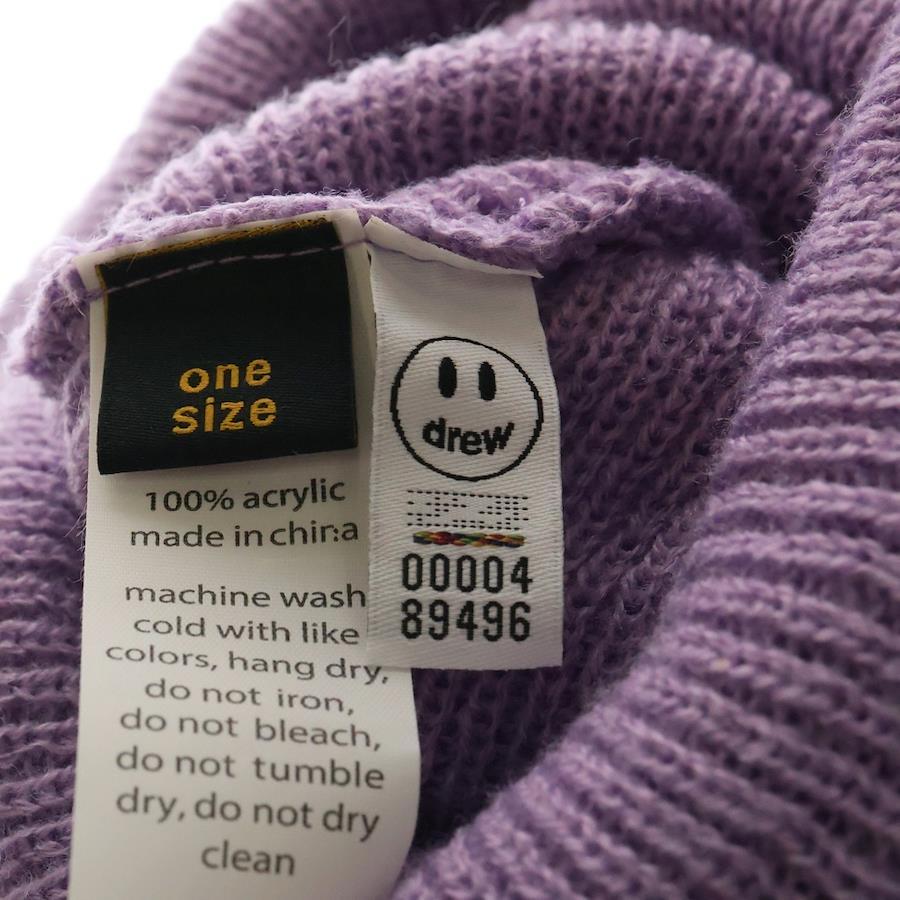 one
size
100% acrylic
made in china
machine wash
cold with like
colors, hang dry,
do not iron,
do not bleach,
do not tumble
dry, do not dry
clean
drew
00004
89496